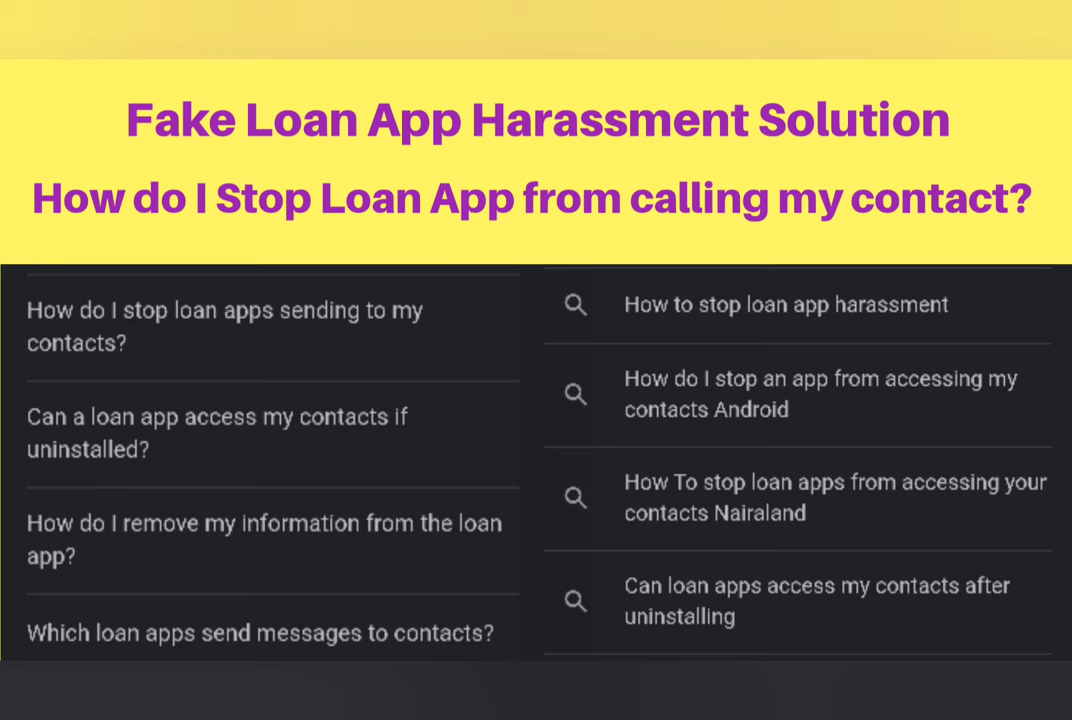 Fake Loan App Harassment Solution
How do I Stop Loan App from calling my contact?
How do I stop loan apps sending to my
contacts?
Can a loan app access my contacts if
uninstalled?
How do I remove my information from the loan
app?
Which loan apps send messages to contacts?
How to stop loan app harassment
How do I stop an app from accessing my
contacts Android
How To stop loan apps from accessing your
contacts Nairaland
Can loan apps access my contacts after
uninstalling